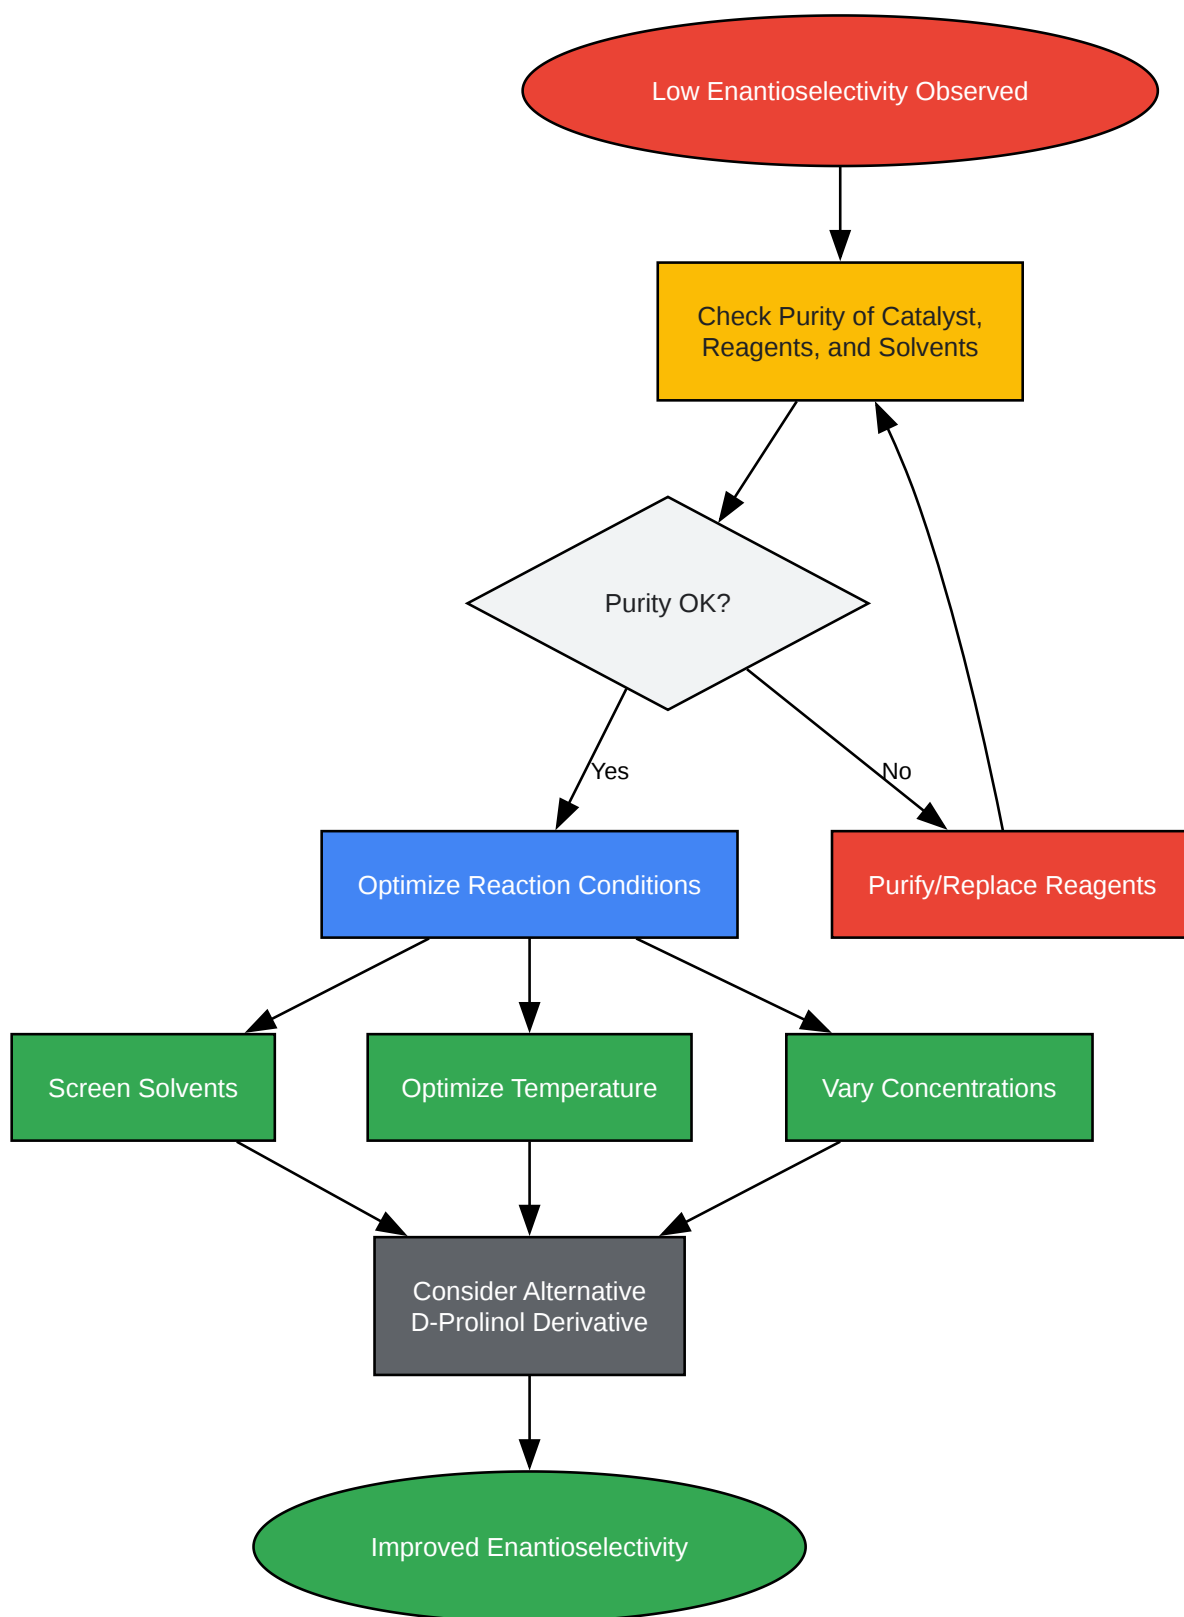 Low Enantioselectivity Observed
Check Purity of Catalyst,
Reagents, and Solvents
Purity OK?
Yes
No
Optimize Reaction Conditions
Purify/Replace Reagents
Screen Solvents
Optimize Temperature
Vary Concentrations
Consider Alternative
D-Prolinol Derivative
Improved Enantioselectivity